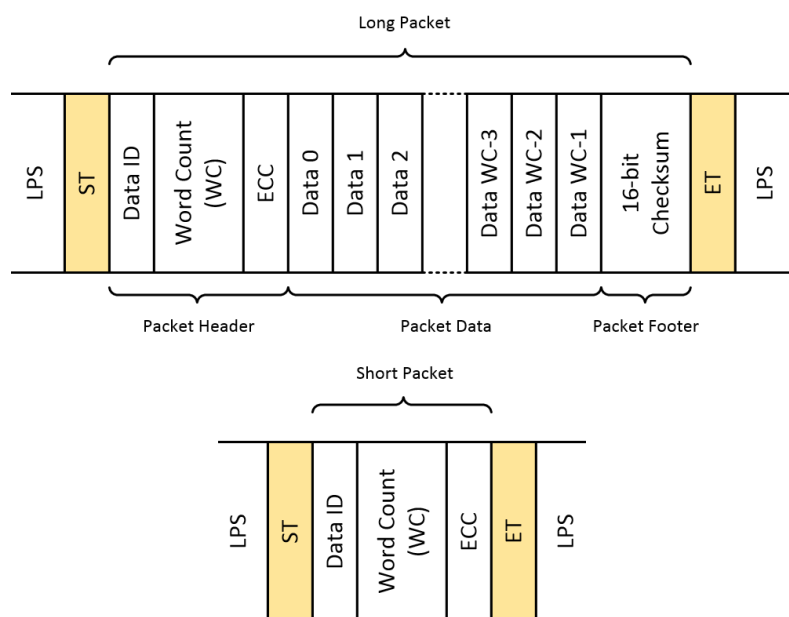 Long Packet
LPS
ST
Data ID
Word Count
(WC)
ECC
Data 0
Data 1
Data 2
Data WC-3
Data WC-2
Data WC-1
16-bit
Checksum
ET
LPS
Packet Header
Packet Data
Packet Footer
Short Packet
LPS
ST
Data ID
Word Count
(WC)
ECC
ET
LPS